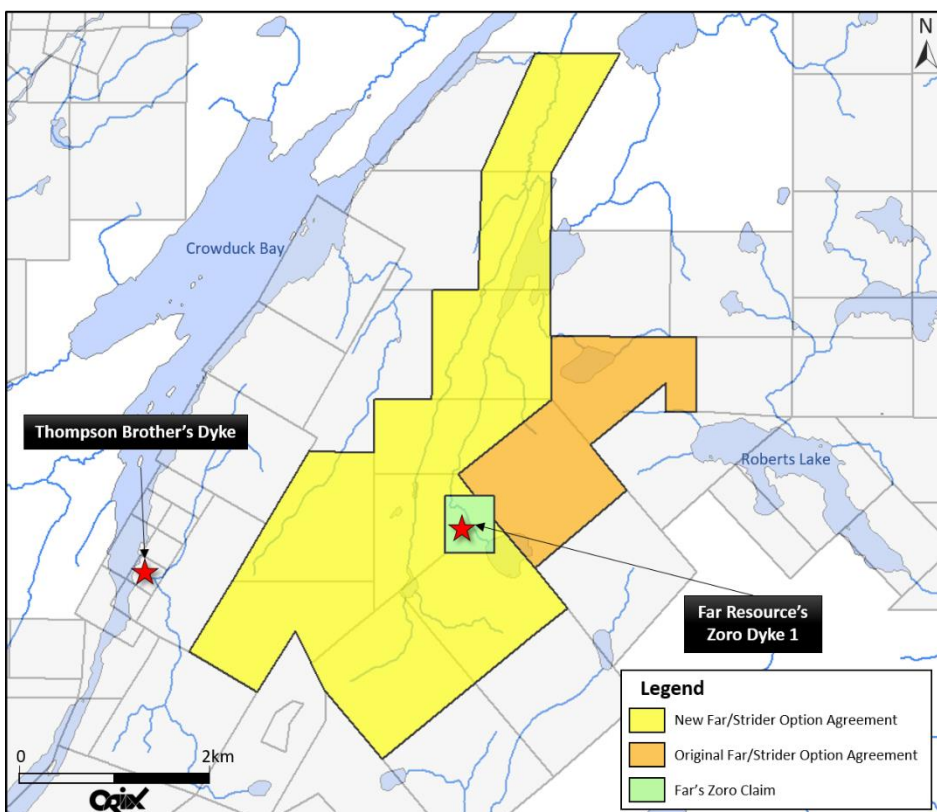 N
Crowduck Bay
Thompson Brother's Dyke
Roberts Lake
Far Resource's
Zoro Dyke 1
Legend
New Far/Strider Option Agreement
Original Far/Strider Option Agreement
Far's Zoro Claim
0
2km
Orix